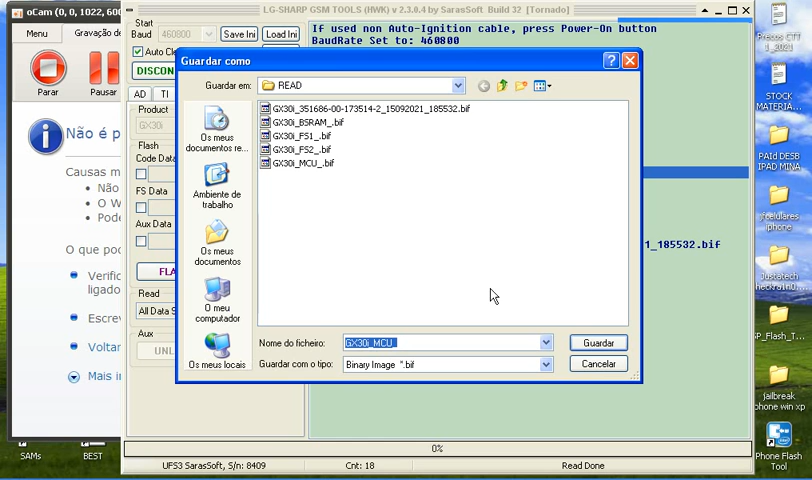 oCam (0, 0, 1022, 600
Menu
Gravação de
Parar
Pausar
Não é p
Causas m
Não
O W
Pode
O que poc
Verific
ligado
Escrev
Voltar
Mais ir
LG-SHARP GSM TOOLS (HWK) v 2.3.0.4 by SarasSoft Build 32 [Tornado]
Start
Baud
460800
Save Ini
Load Ini
Auto Cle
DISCON
AD
TI
Product
GX30i
Flash
Code Data
FS Data
Aux Data
FLA
Read
All Data S
Aux
UNL
If used non Auto-Ignition cable, press Power-On button
BaudRate Set to: 460800
1_185532.bif
Guardar como
Guardar em:
READ
Os meus
documentos re...
Ambiente de
trabalho
Os meus
documentos
O meu
computador
Os meus locais
GX30i_351686-00-173514-2_15092021_185532.bif
GX30i_BSRAM_.bif
GX30i_FS1_.bif
GX30i_FS2_.bif
GX30i_MCU_.bif
Nome do ficheiro:
GX30i_MCU_
Guardar
Guardar com o tipo:
Binary Image *.bif
Cancelar
0%
UFS3 SarasSoft, S/n: 8409
Cnt: 18
Read Done
SAMs
BEST
Precos CTT
_2021
STOCK
MATERIA...
PAId DESB
IPAD MINA
jfcelulares
iphone
Justatech
SP_Flash_T...
jailbreak
phone win xp
Phone Flash
Tool